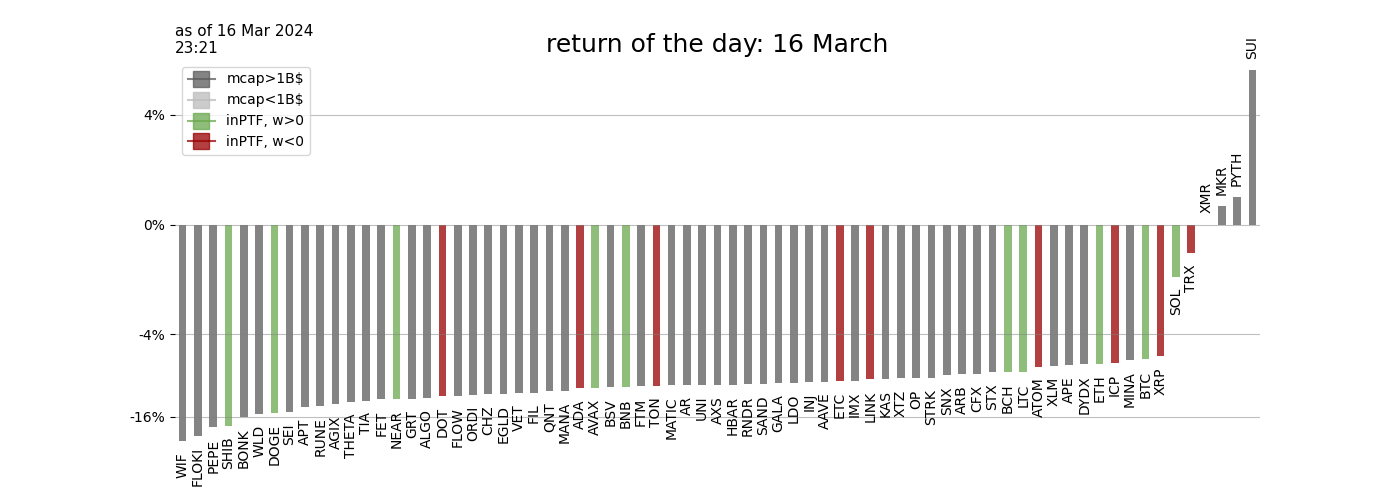 as of 16 Mar 2024
23:21
return of the day: 16 March
mcap>1B$
mcap<1B$
inPTF, w>0
inPTF, w<0
4%
0%
-4%
-16%
WIF
FLOKI
PEPE
SHIB
BONK
WLD
DOGE
SEI
APT
RUNE
AGIX
THETA
TIA
FET
NEAR
GRT
ALGO
DOT
FLOW
ORDI
CHZ
EGLD
VET
FIL
QNT
MANA
ADA
AVAX
BSV
BNB
FTM
TON
MATIC
AR
UNI
AXS
HBAR
RNDR
SAND
GALA
LDO
INJ
AAVE
ETC
IMX
LINK
KAS
XTZ
OP
STRK
SNX
ARB
CFX
STX
BCH
LTC
ATOM
XLM
APE
DYDX
ETH
ICP
MINA
BTC
XRP
SOL
TRX
XMR
MKR
PYTH
SUI